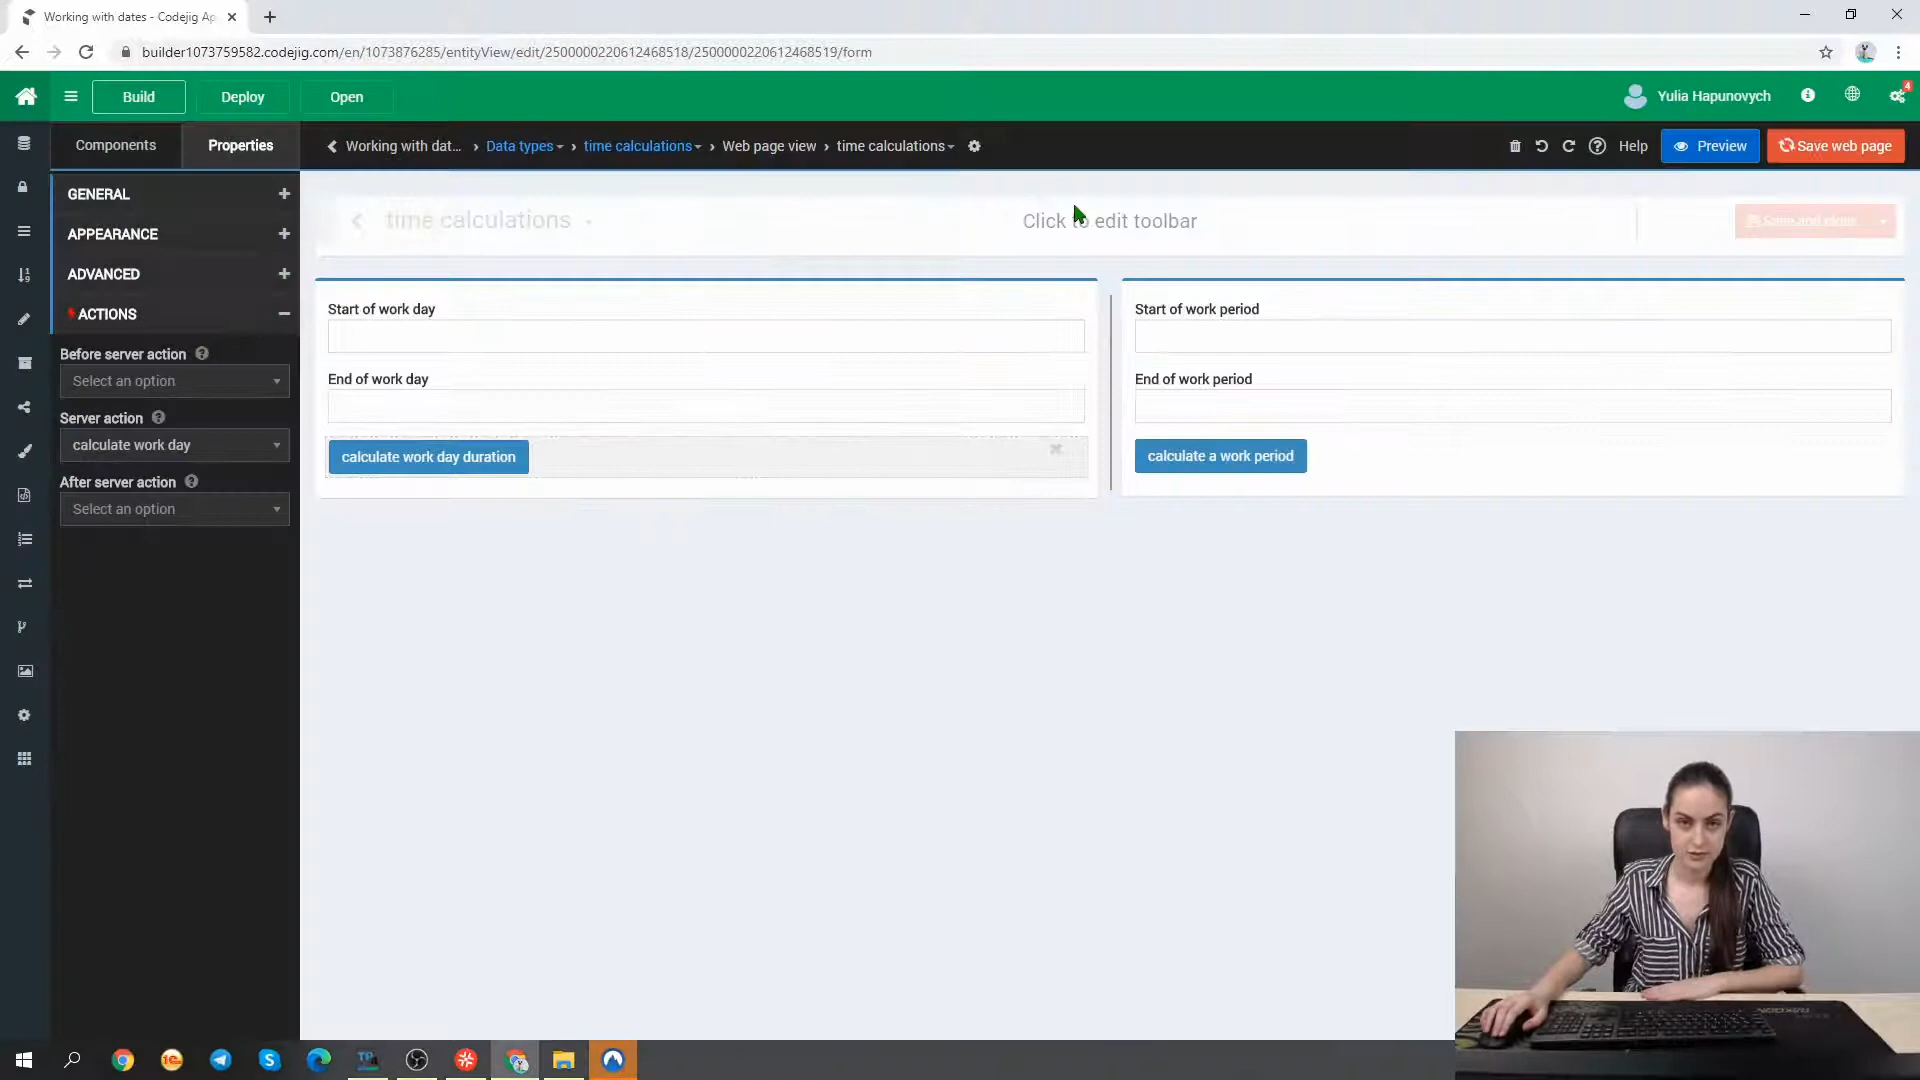 Working with dates - Codejig Ap
builder1073759582.codejig.com/en/1073876285/entityView/edit/2500000220612468518/2500000220612468519/form
Build
Deploy
Open
Yulia Hapunovych
4
Components
Properties
Working with dat...
Data types
time calculations
Web page view
time calculations
Help
Preview
Save web page
GENERAL
APPEARANCE
ADVANCED
ACTIONS
Before server action
Select an option
Server action
calculate work day
After server action
Select an option
time calculations
Click to edit toolbar
Save and close
Start of work day
End of work day
calculate work day duration
Start of work period
End of work period
calculate a work period